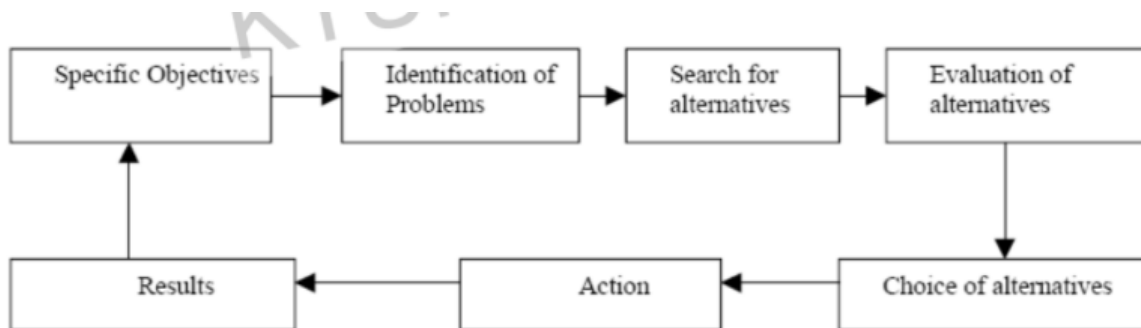 Specific Objectives
Identification of
Problems
Search for
alternatives
Evaluation of
alternatives
Results
Action
Choice of alternatives